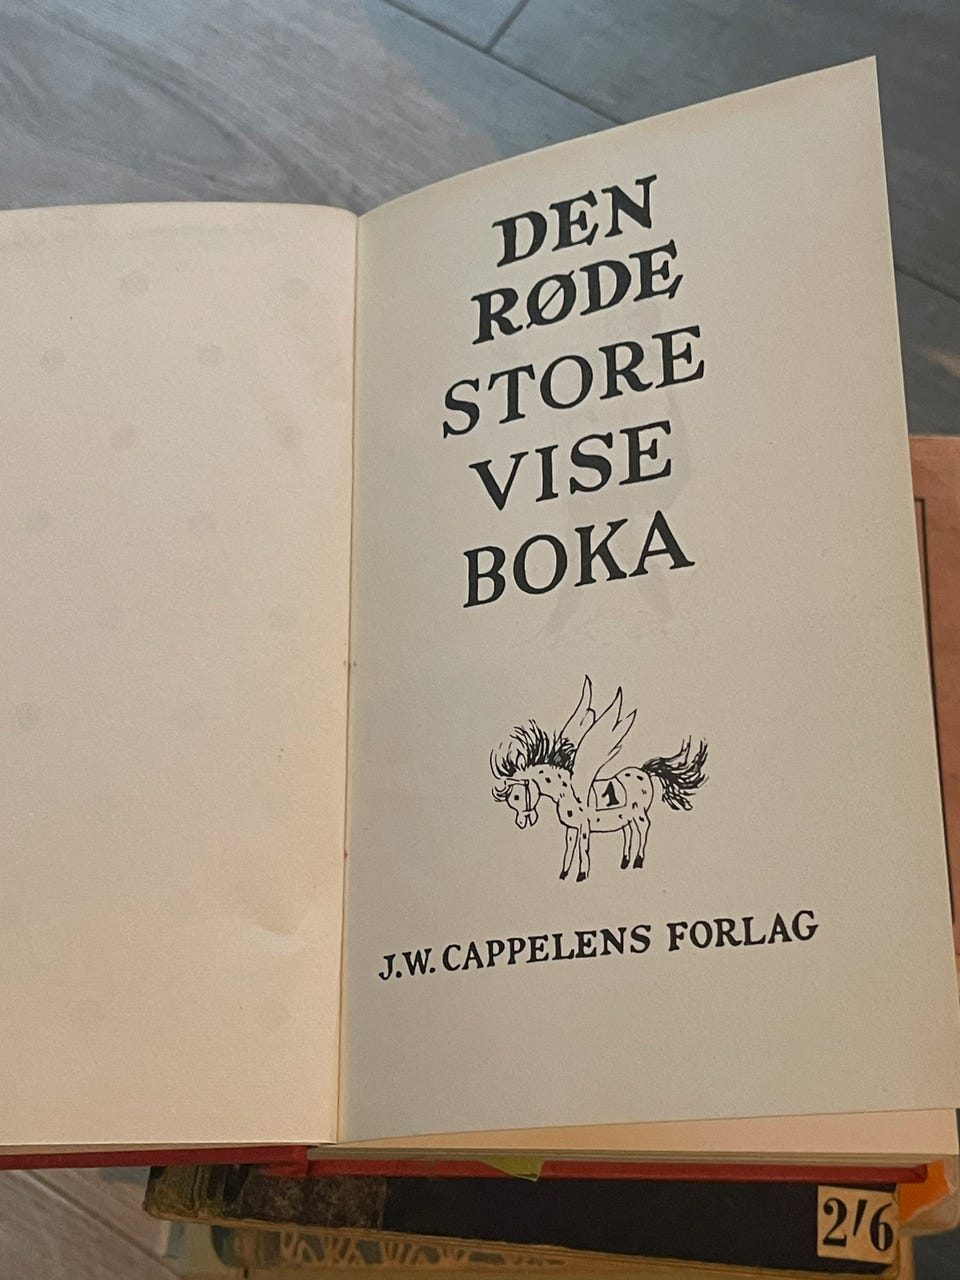 DEN
RØDE
STORE
VISE
BOKA
1
J.W. CAPPELENS FORLAG
2/6